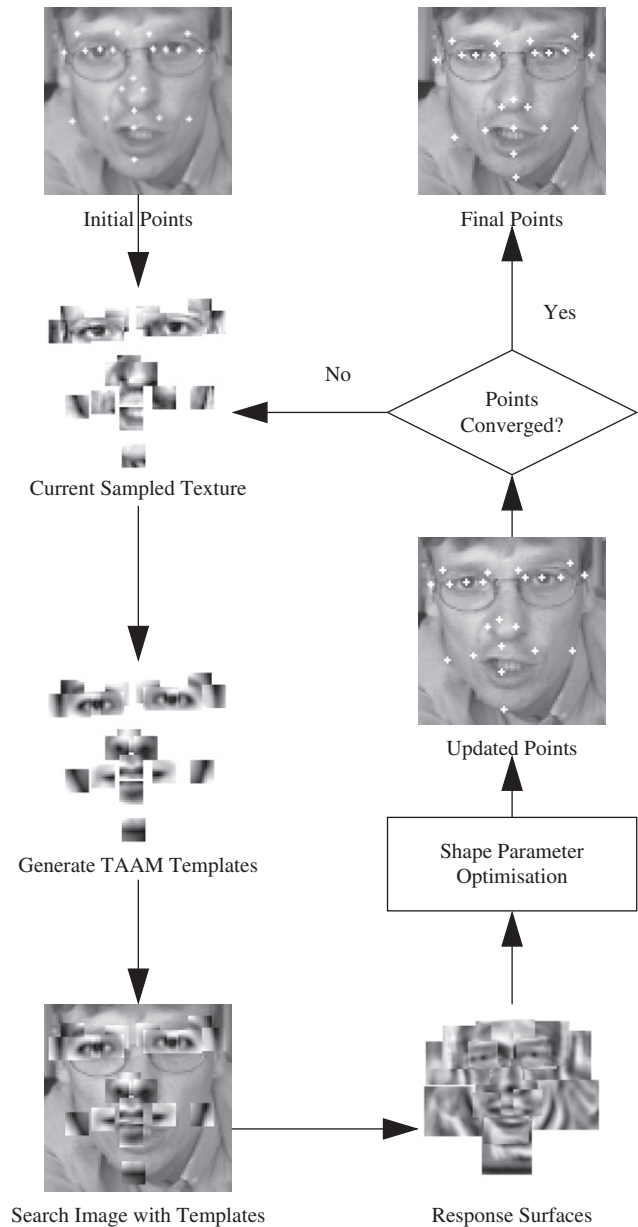 Initial Points
Final Points
Yes
No
Points
Converged?
Current Sampled Texture
Updated Points
Generate TAAM Templates
Shape Parameter
Optimisation
Search Image with Templates
Response Surfaces